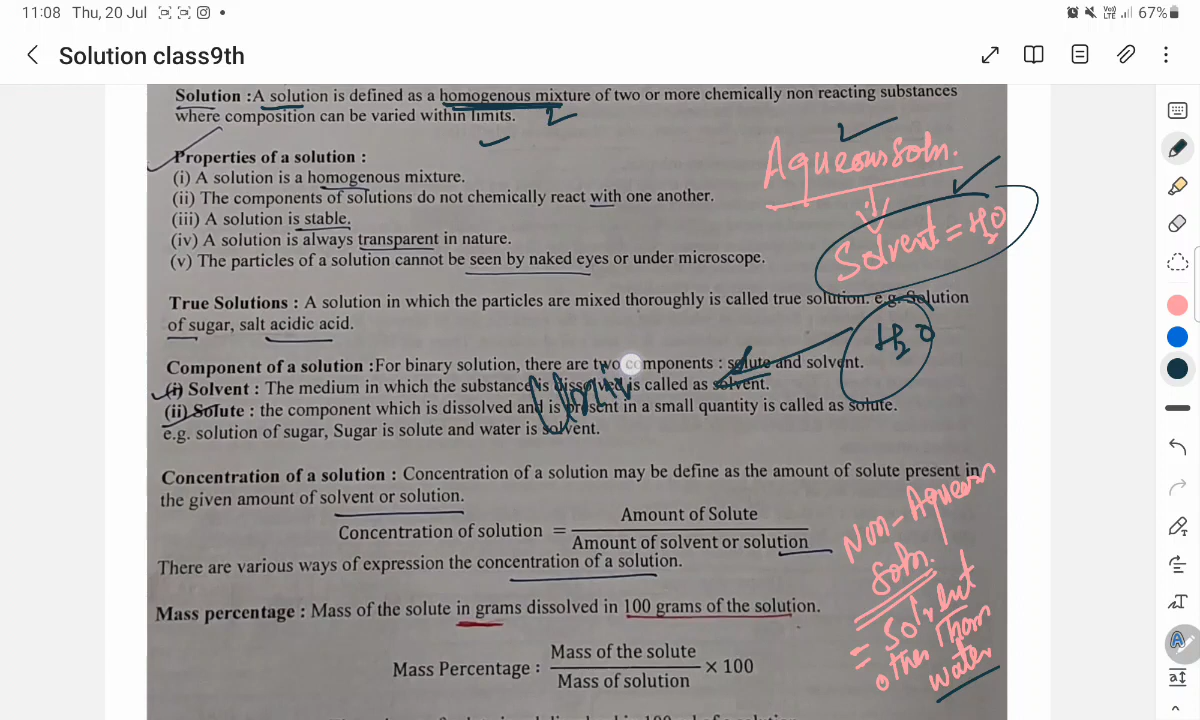 11:08 Thu, 20 Jul
67%
Solution class9th
Solution :A solution is defined as a homogenous mixture of two or more chemically non reacting substances
where composition can be varied within limits.
Properties of a solution :
(i) A solution is a homogenous mixture.
(ii) The components of solutions do not chemically react with one another.
(iii) A solution is stable.
(iv) A solution is always transparent in nature.
(v) The particles of a solution cannot be seen by naked eyes or under microscope.
Aqueous soln.
Solvent = H2O
True Solutions : A solution in which the particles are mixed thoroughly is called true solution. e.g. Solution
of sugar, salt acidic acid.
H2O
Component of a solution :For binary solution, there are two components : solute and solvent.
(i) Solvent : The medium in which the substance is dissolved is called as solvent.
Univ
(ii) Solute : the component which is dissolved and is present in a small quantity is called as solute.
e.g. solution of sugar, Sugar is solute and water is solvent.
Concentration of a solution : Concentration of a solution may be define as the amount of solute present in
the given amount of solvent or solution.
Concentration of solution = Amount of Solute
Amount of solvent or solution
There are various ways of expression the concentration of a solution.
Non-Aqueous
soln.
= Solvent
other Than
water
Mass percentage : Mass of the solute in grams dissolved in 100 grams of the solution.
Mass Percentage : Mass of the solute × 100
Mass of solution